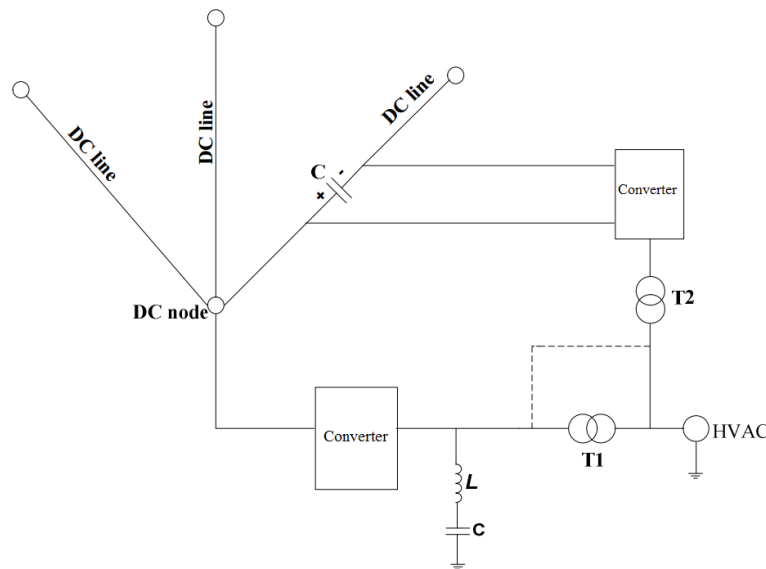 DC line
DC line
DC line
C
-
+
Converter
T2
DC node
Converter
HVAC
T1
L
C